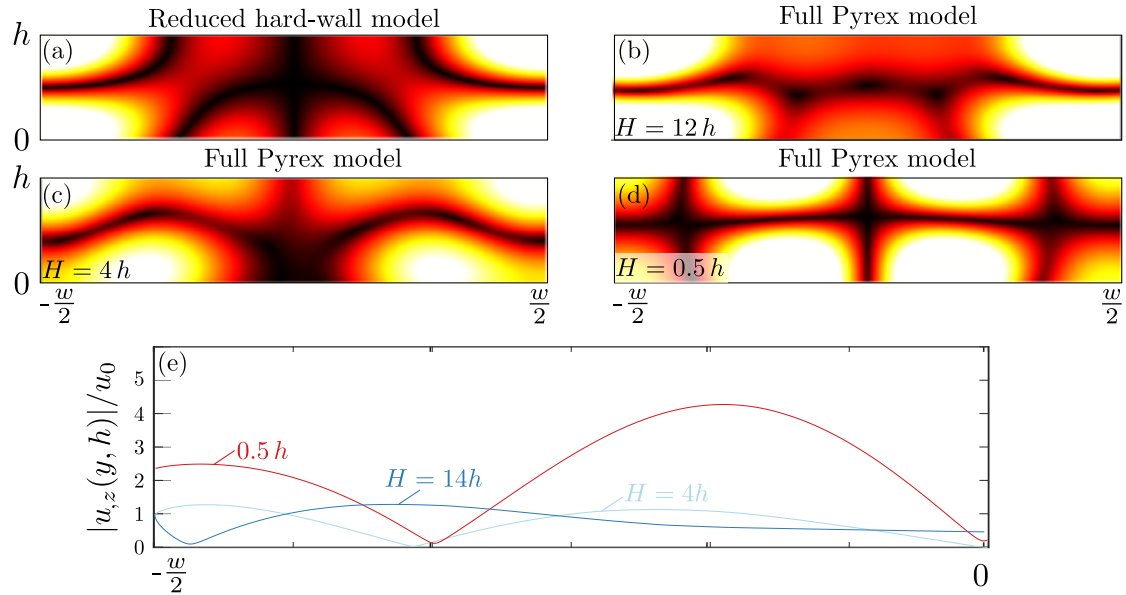 Reduced hard-wall model
Full Pyrex model
h
(a)
(b)
0
H = 12 h
Full Pyrex model
Full Pyrex model
h
(c)
(d)
0
H = 4 h
H = 0.5 h
-w/2
w/2
-w/2
w/2
(e)
|u,z(y, h)|/u0
5
4
3
2
1
0
0.5 h
H = 14h
H = 4h
-w/2
0